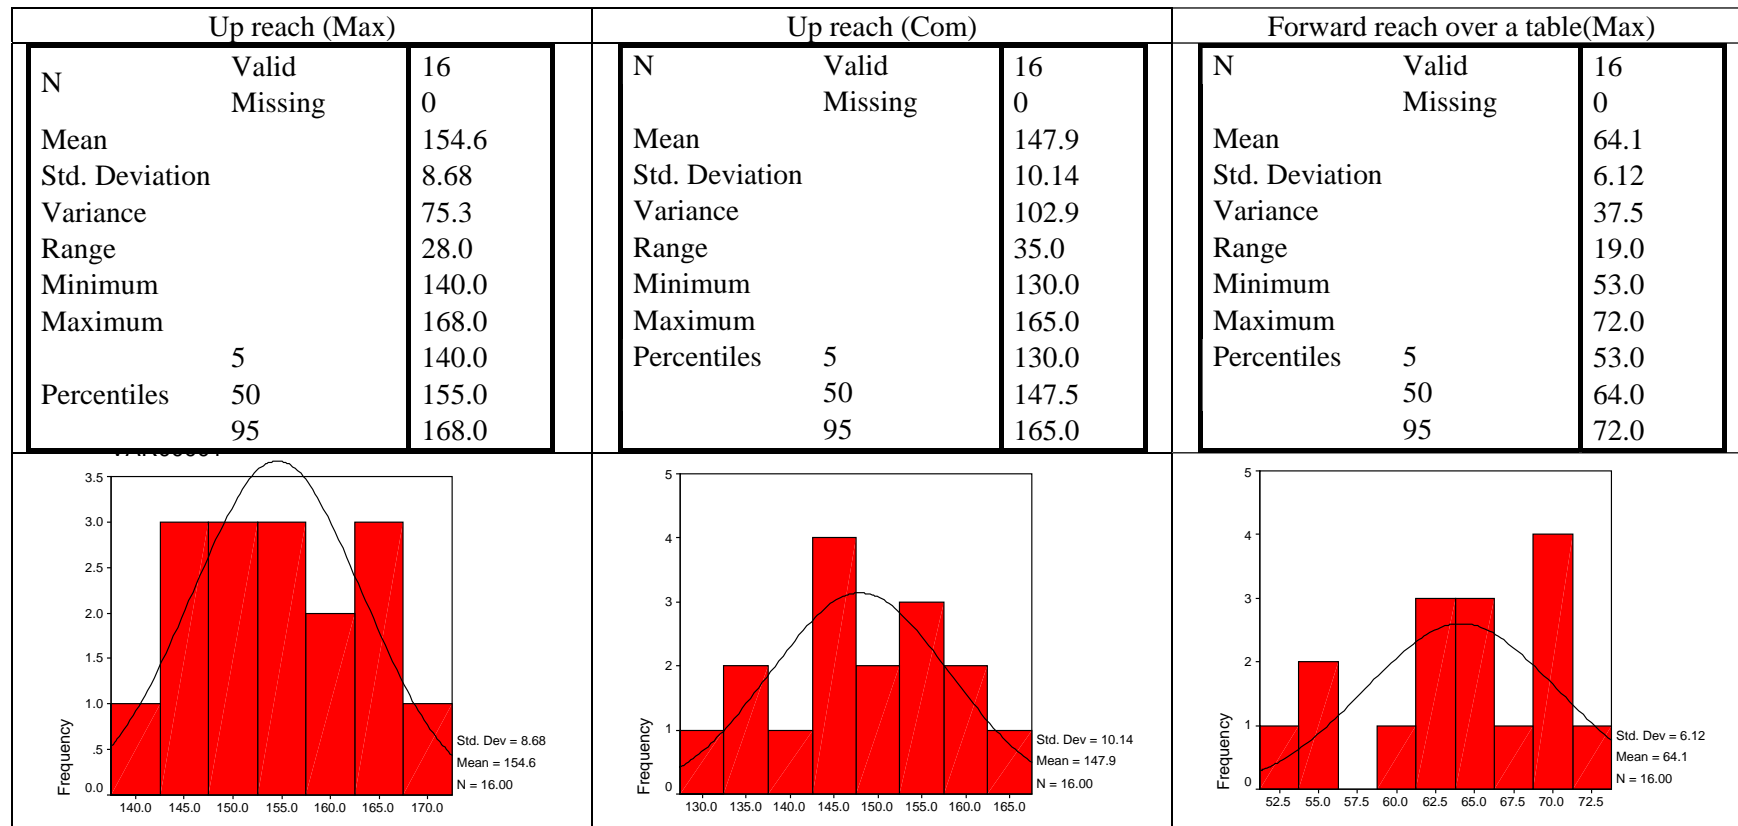 Up reach (Max)
N Valid 16
Missing 0
Mean 154.6
Std. Deviation 8.68
Variance 75.3
Range 28.0
Minimum 140.0
Maximum 168.0
5 140.0
Percentiles 50 155.0
95 168.0
3.5
3.0
2.5
2.0
1.5
1.0
.5
0.0
Frequency
140.0 145.0 150.0 155.0 160.0 165.0 170.0
Std. Dev = 8.68
Mean = 154.6
N = 16.00
Up reach (Com)
N Valid 16
Missing 0
Mean 147.9
Std. Deviation 10.14
Variance 102.9
Range 35.0
Minimum 130.0
Maximum 165.0
Percentiles 5 130.0
50 147.5
95 165.0
5
4
3
2
1
0
Frequency
130.0 135.0 140.0 145.0 150.0 155.0 160.0 165.0
Std. Dev = 10.14
Mean = 147.9
N = 16.00
Forward reach over a table(Max)
N Valid 16
Missing 0
Mean 64.1
Std. Deviation 6.12
Variance 37.5
Range 19.0
Minimum 53.0
Maximum 72.0
Percentiles 5 53.0
50 64.0
95 72.0
5
4
3
2
1
0
Frequency
52.5 55.0 57.5 60.0 62.5 65.0 67.5 70.0 72.5
Std. Dev = 6.12
Mean = 64.1
N = 16.00